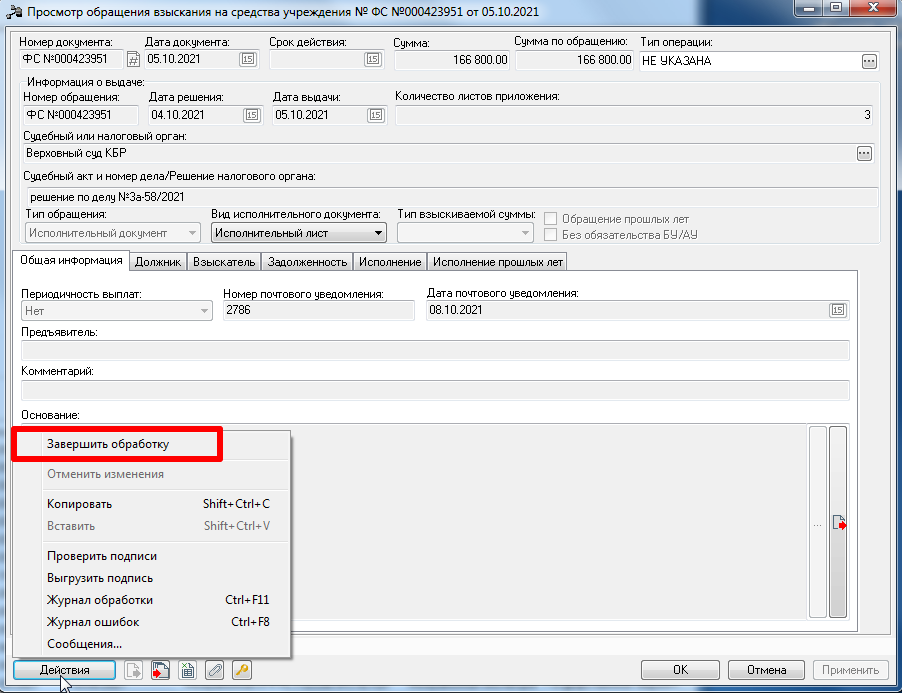 Просмотр обращения взыскания на средства учреждения № ФС №000423951 от 05.10.2021
Номер документа: Дата документа: Срок действия: Сумма: Сумма по обращению: Тип операции:
ФС №000423951 05.10.2021 15 15 166 800.00 166 800.00 НЕ УКАЗАНА ...
Информация о выдаче:
Номер обращения: Дата решения: Дата выдачи: Количество листов приложения:
ФС №000423951 04.10.2021 15 05.10.2021 15 3
Судебный или налоговый орган:
Верховный суд КБР ...
Судебный акт и номер дела/Решение налогового органа:
решение по делу №3а-58/2021
Тип обращения: Вид исполнительного документа: Тип взыскиваемой суммы: Обращение прошлых лет
Исполнительный документ Исполнительный лист Без обязательства БУ/АУ
Общая информация Должник Взыскатель Задолженность Исполнение Исполнение прошлых лет
Периодичность выплат: Номер почтового уведомления: Дата почтового уведомления:
Нет 2786 08.10.2021 15
Предъявитель:
Комментарий:
Основание:
Завершить обработку
Отменить изменения
Копировать Shift+Ctrl+C
Вставить Shift+Ctrl+V
...
Проверить подписи
Выгрузить подпись
Журнал обработки Ctrl+F11
Журнал ошибок Ctrl+F8
Сообщения...
Действия OK Отмена Применить